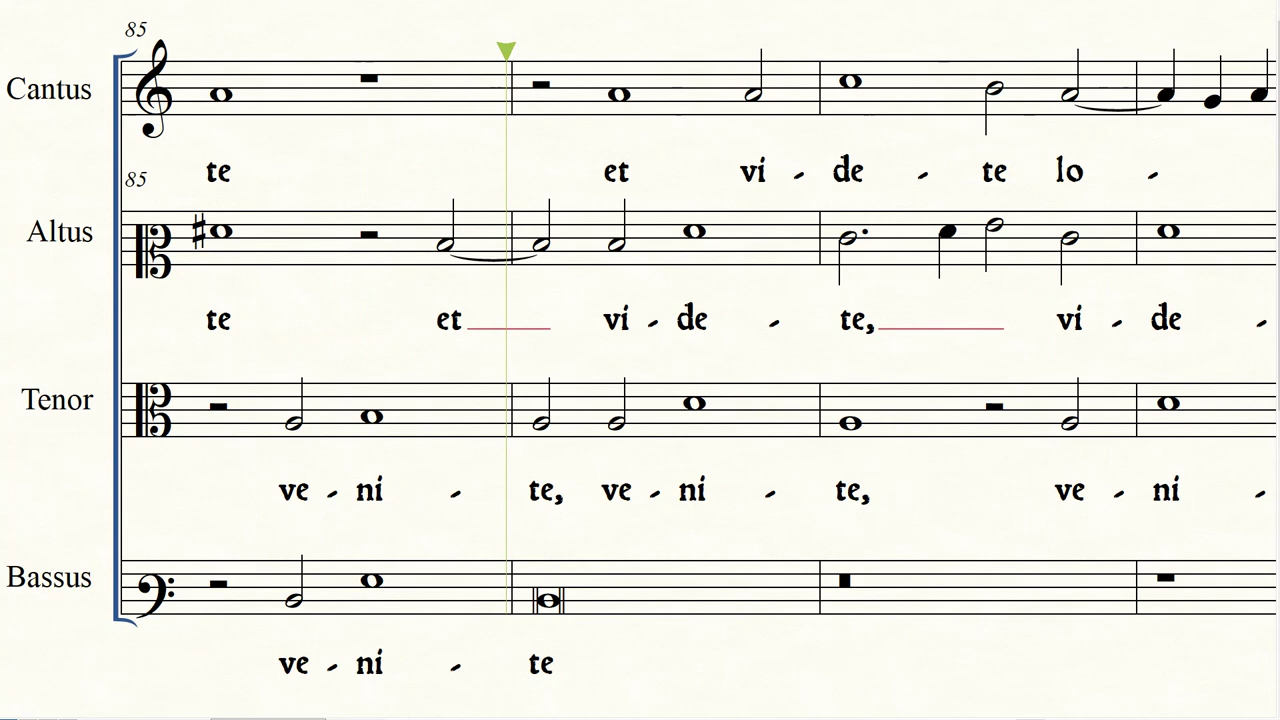 85
Cantus
te et vi - de - te lo -
85
Altus
te et vi - de - te, vi - de -
Tenor
ve - ni - te, ve - ni - te, ve - ni -
Bassus
ve - ni - te